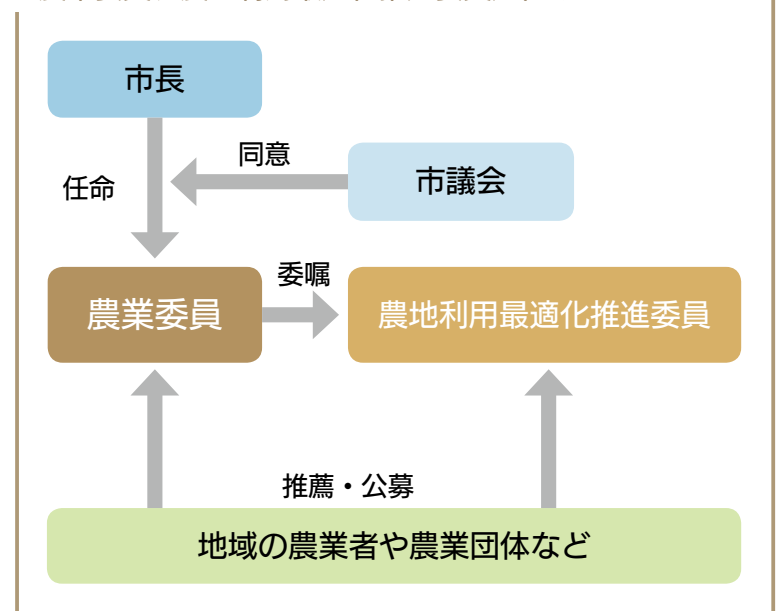 市長
同意
任命
市議会
委嘱
農業委員
農地利用最適化推進委員
推薦・公募
地域の農業者や農業団体など